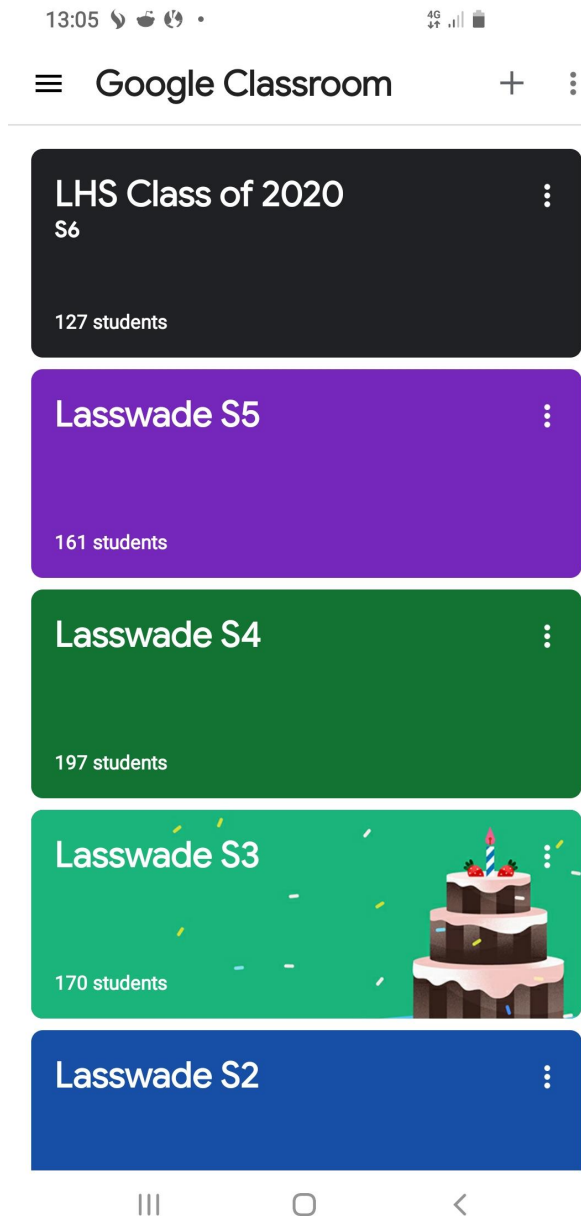 13:05
4G
Google Classroom
LHS Class of 2020
S6
127 students
Lasswade S5
161 students
Lasswade S4
197 students
Lasswade S3
170 students
Lasswade S2